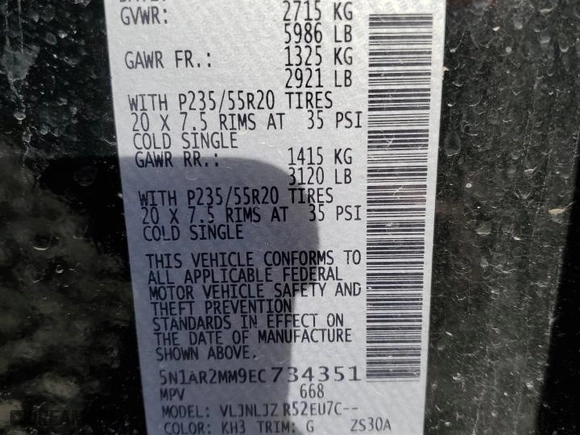 GVWR: 2715 KG
5986 LB
GAWR FR.: 1325 KG
2921 LB
WITH P235/55R20 TIRES
20 X 7.5 RIMS AT 35 PSI
COLD SINGLE
GAWR RR.: 1415 KG
3120 LB
WITH P235/55R20 TIRES
20 X 7.5 RIMS AT 35 PSI
COLD SINGLE
THIS VEHICLE CONFORMS TO
ALL APPLICABLE FEDERAL
MOTOR VEHICLE SAFETY AND
THEFT PREVENTION
STANDARDS IN EFFECT ON
THE DATE OF MANUFACTURE
SHOWN ABOVE.
5N1AR2MM9EC734351
MPV 668
MODEL: VLJNLJZ R52EU7C--
COLOR: KH3 TRIM: G ZS30A